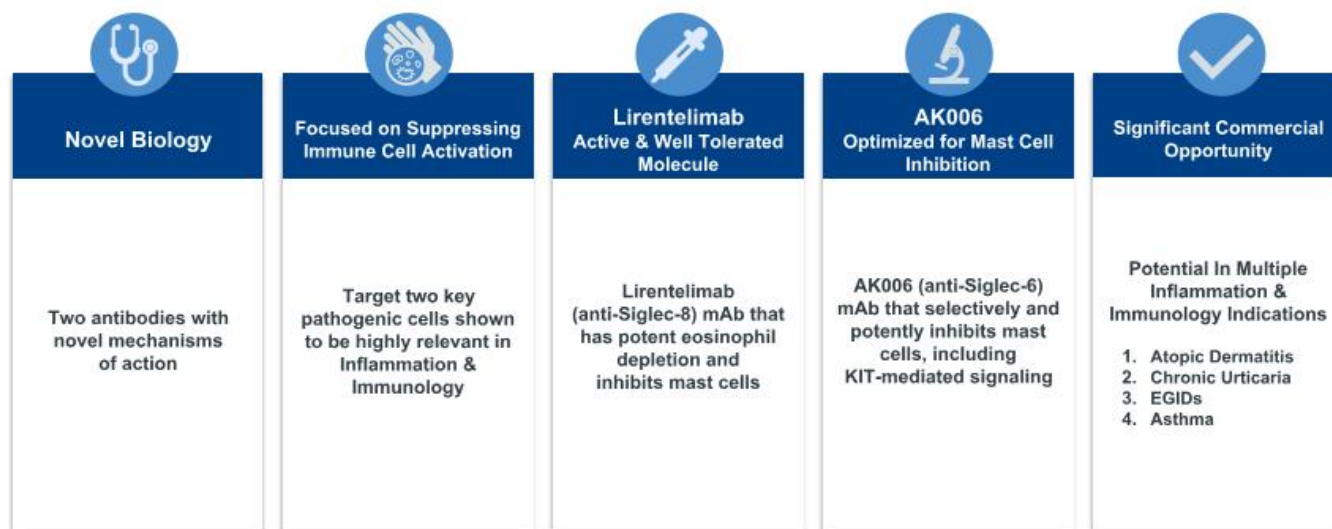 Novel Biology
Two antibodies with
novel mechanisms
of action
Focused on Suppressing
Immune Cell Activation
Target two key
pathogenic cells shown
to be highly relevant in
Inflammation &
Immunology
Lirentelimab
Active & Well Tolerated
Molecule
Lirentelimab
(anti-Siglec-8) mAb that
has potent eosinophil
depletion and
inhibits mast cells
AK006
Optimized for Mast Cell
Inhibition
AK006 (anti-Siglec-6)
mAb that selectively and
potently inhibits mast
cells, including
KIT-mediated signaling
Significant Commercial
Opportunity
Potential In Multiple
Inflammation &
Immunology Indications
1. Atopic Dermatitis
2. Chronic Urticaria
3. EGIDs
4. Asthma